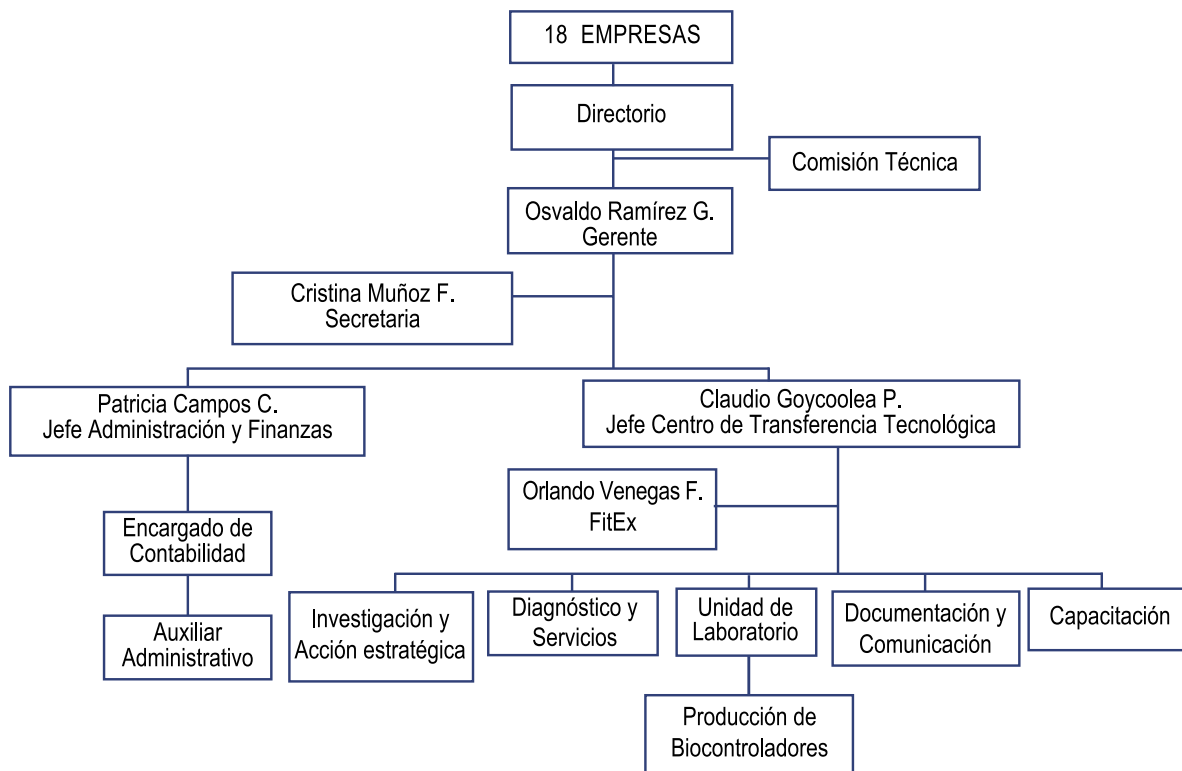 18 EMPRESAS
Directorio
Comisión Técnica
Osvaldo Ramírez G.
Gerente
Cristina Muñoz F.
Secretaria
Patricia Campos C.
Jefe Administración y Finanzas
Claudio Goycoolea P.
Jefe Centro de Transferencia Tecnológica
Orlando Venegas F.
FitEx
Encargado de
Contabilidad
Auxiliar
Administrativo
Investigación y
Acción estratégica
Diagnóstico y
Servicios
Unidad de
Laboratorio
Documentación y
Comunicación
Capacitación
Producción de
Biocontroladores